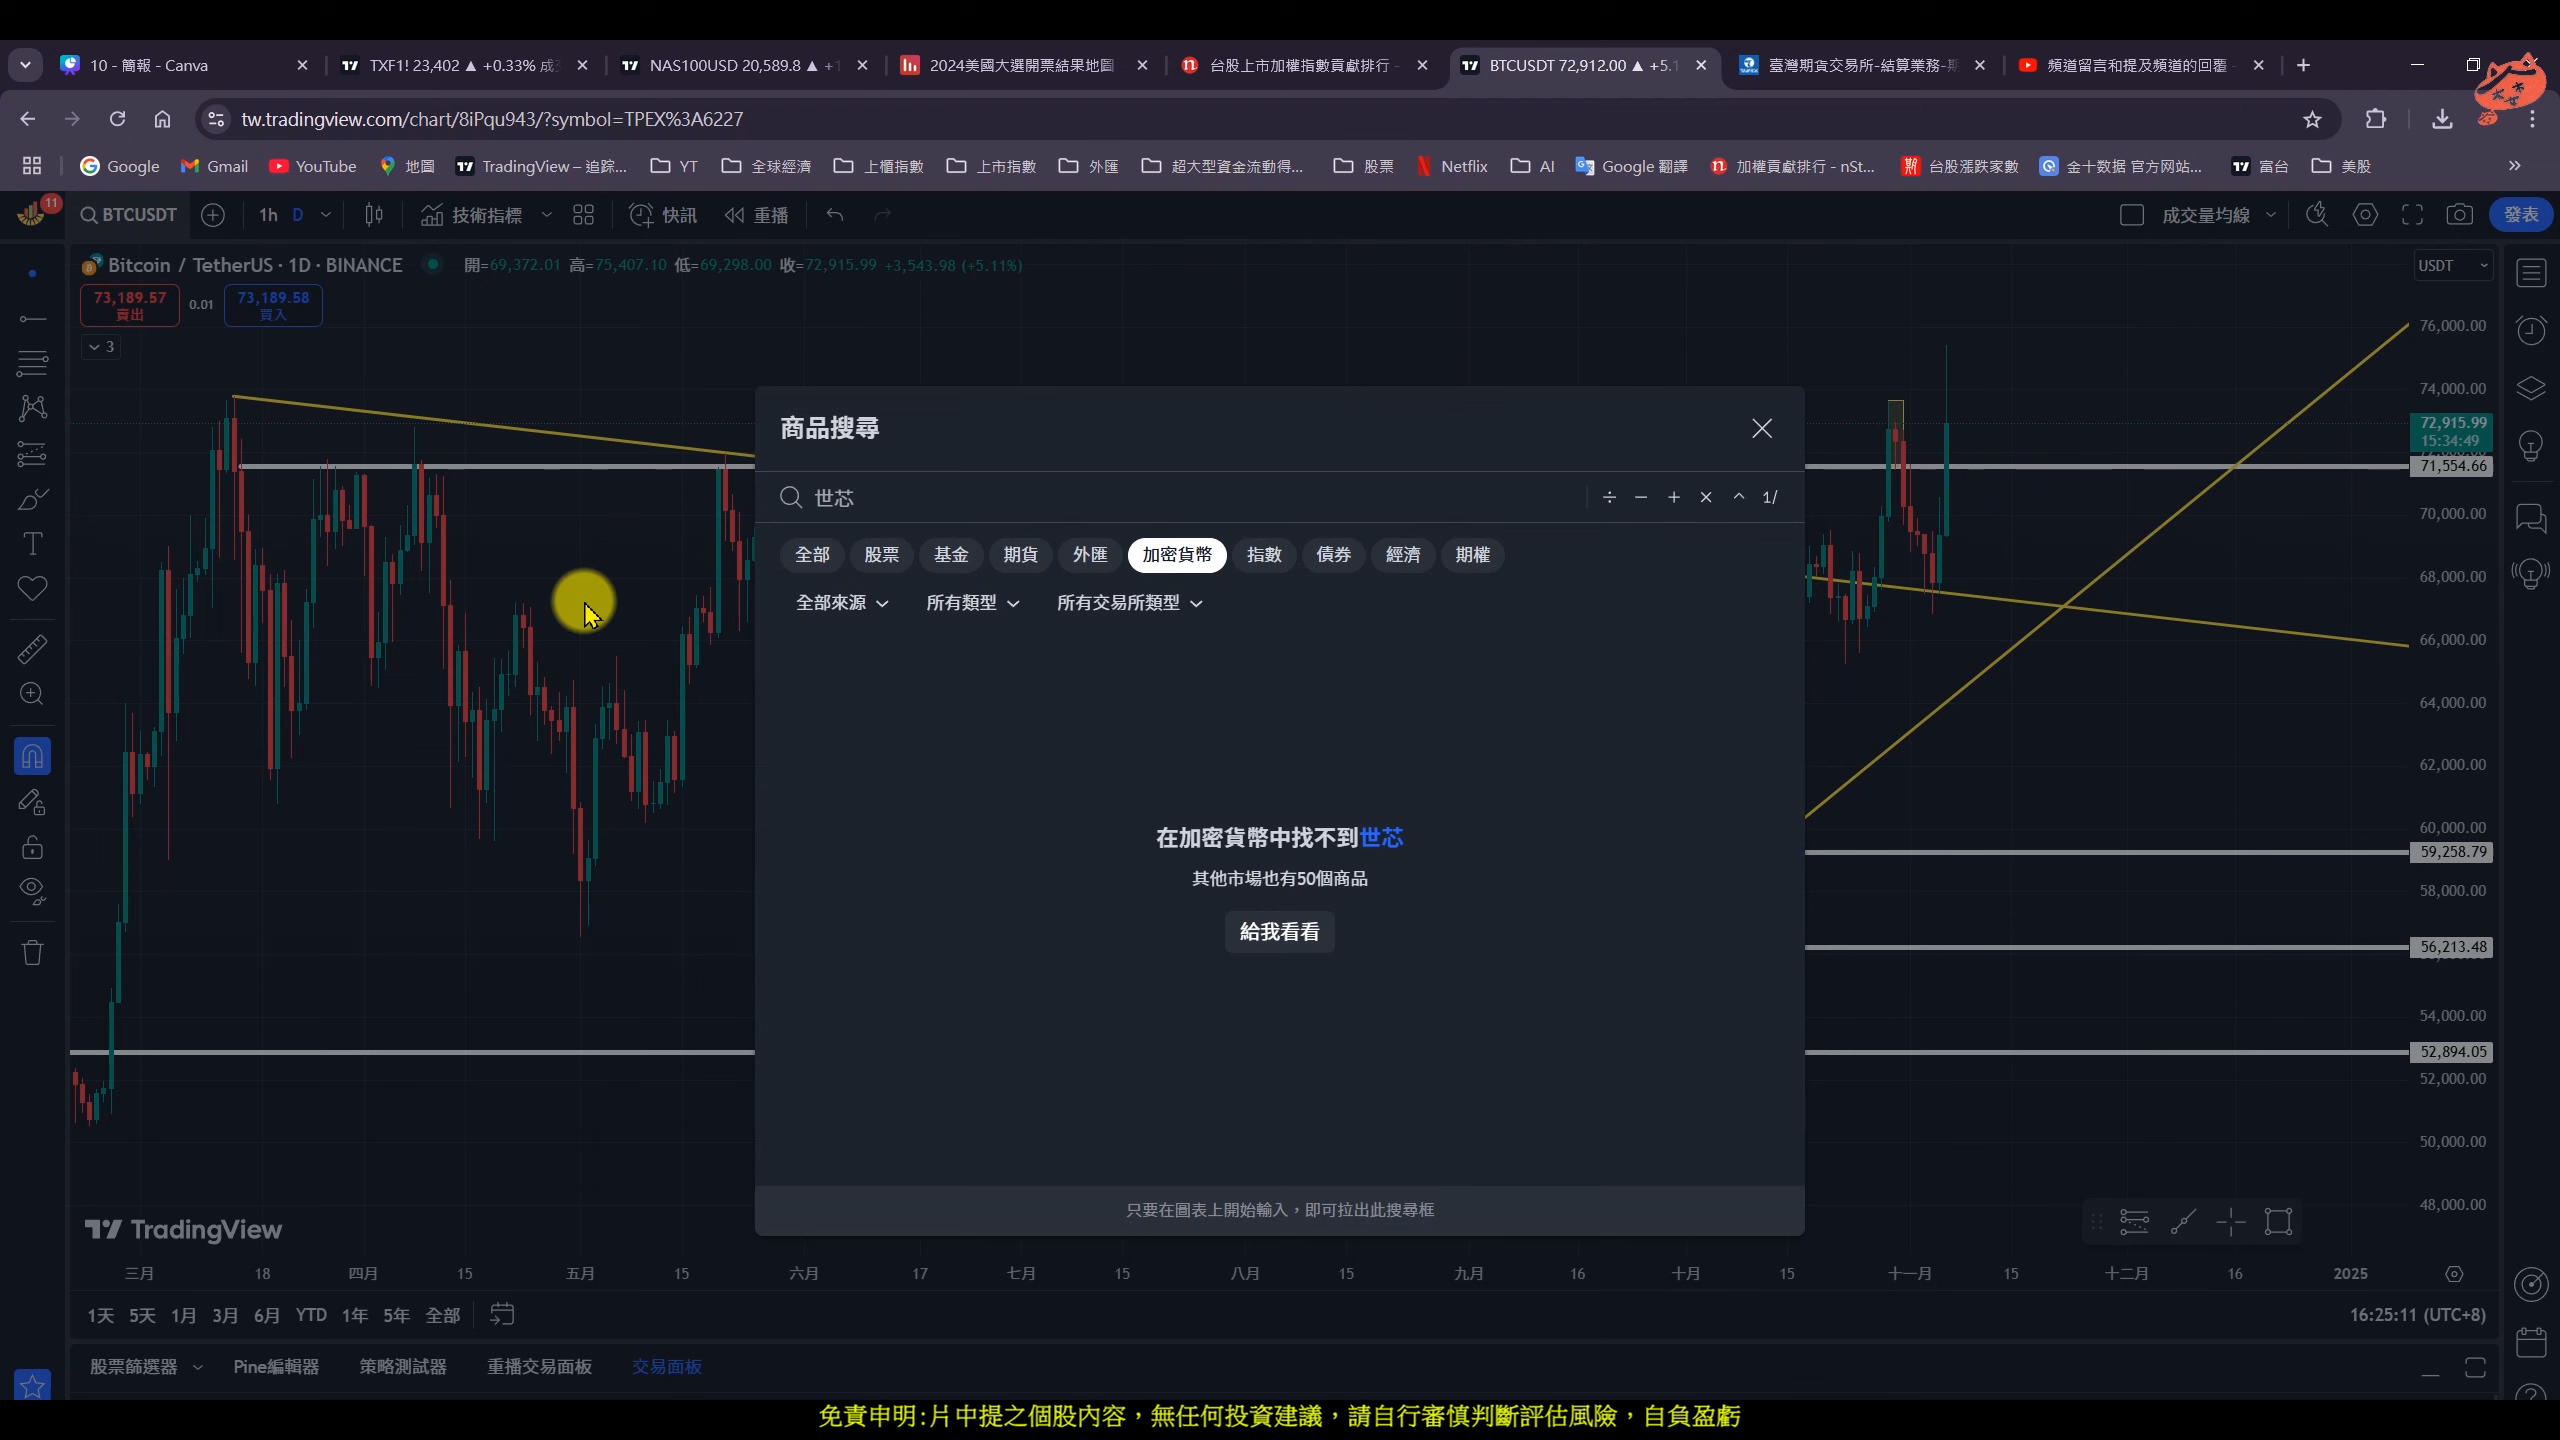 10 - 簡報 - Canva
TXF1! 23,402 ▲ +0.33% 成交
NAS100USD 20,589.8 ▲ +1
2024美國大選開票結果地圖
台股上市加權指數貢獻排行 -
BTCUSDT 72,912.00 ▲ +5.1
臺灣期貨交易所-結算業務-期
頻道留言和提及頻道的回覆 -
tw.tradingview.com/chart/8iPqu943/?symbol=TPEX%3A6227
Google
Gmail
YouTube
地圖
TradingView – 追踪...
YT
全球經濟
上櫃指數
上市指數
外匯
超大型資金流動得...
股票
Netflix
AI
Google 翻譯
加權貢獻排行 - nSt...
台股漲跌家數
金十数据 官方网站...
富台
美股
11
BTCUSDT
1h
D
技術指標
快訊
重播
成交量均線
發表
Bitcoin / TetherUS · 1D · BINANCE
開=69,372.01 高=75,407.10 低=69,298.00 收=72,915.99 +3,543.98 (+5.11%)
USDT
73,189.57
賣出
0.01
73,189.58
買入
3
76,000.00
74,000.00
72,915.99
15:34:49
71,554.66
70,000.00
68,000.00
66,000.00
64,000.00
62,000.00
60,000.00
59,258.79
58,000.00
56,213.48
54,000.00
52,894.05
52,000.00
50,000.00
48,000.00
商品搜尋
世芯
1/
全部
股票
基金
期貨
外匯
加密貨幣
指數
債券
經濟
期權
全部來源
所有類型
所有交易所類型
在加密貨幣中找不到世芯
其他市場也有50個商品
給我看看
只要在圖表上開始輸入，即可拉出此搜尋框
TradingView
三月 18 四月 15 五月 15 六月 17 七月 15 八月 15 九月 16 十月 15 十一月 15 十二月 16 2025
1天 5天 1月 3月 6月 YTD 1年 5年 全部
16:25:11 (UTC+8)
股票篩選器
Pine編輯器
策略測試器
重播交易面板
交易面板
免責申明:片中提之個股內容，無任何投資建議，請自行審慎判斷評估風險，自負盈虧